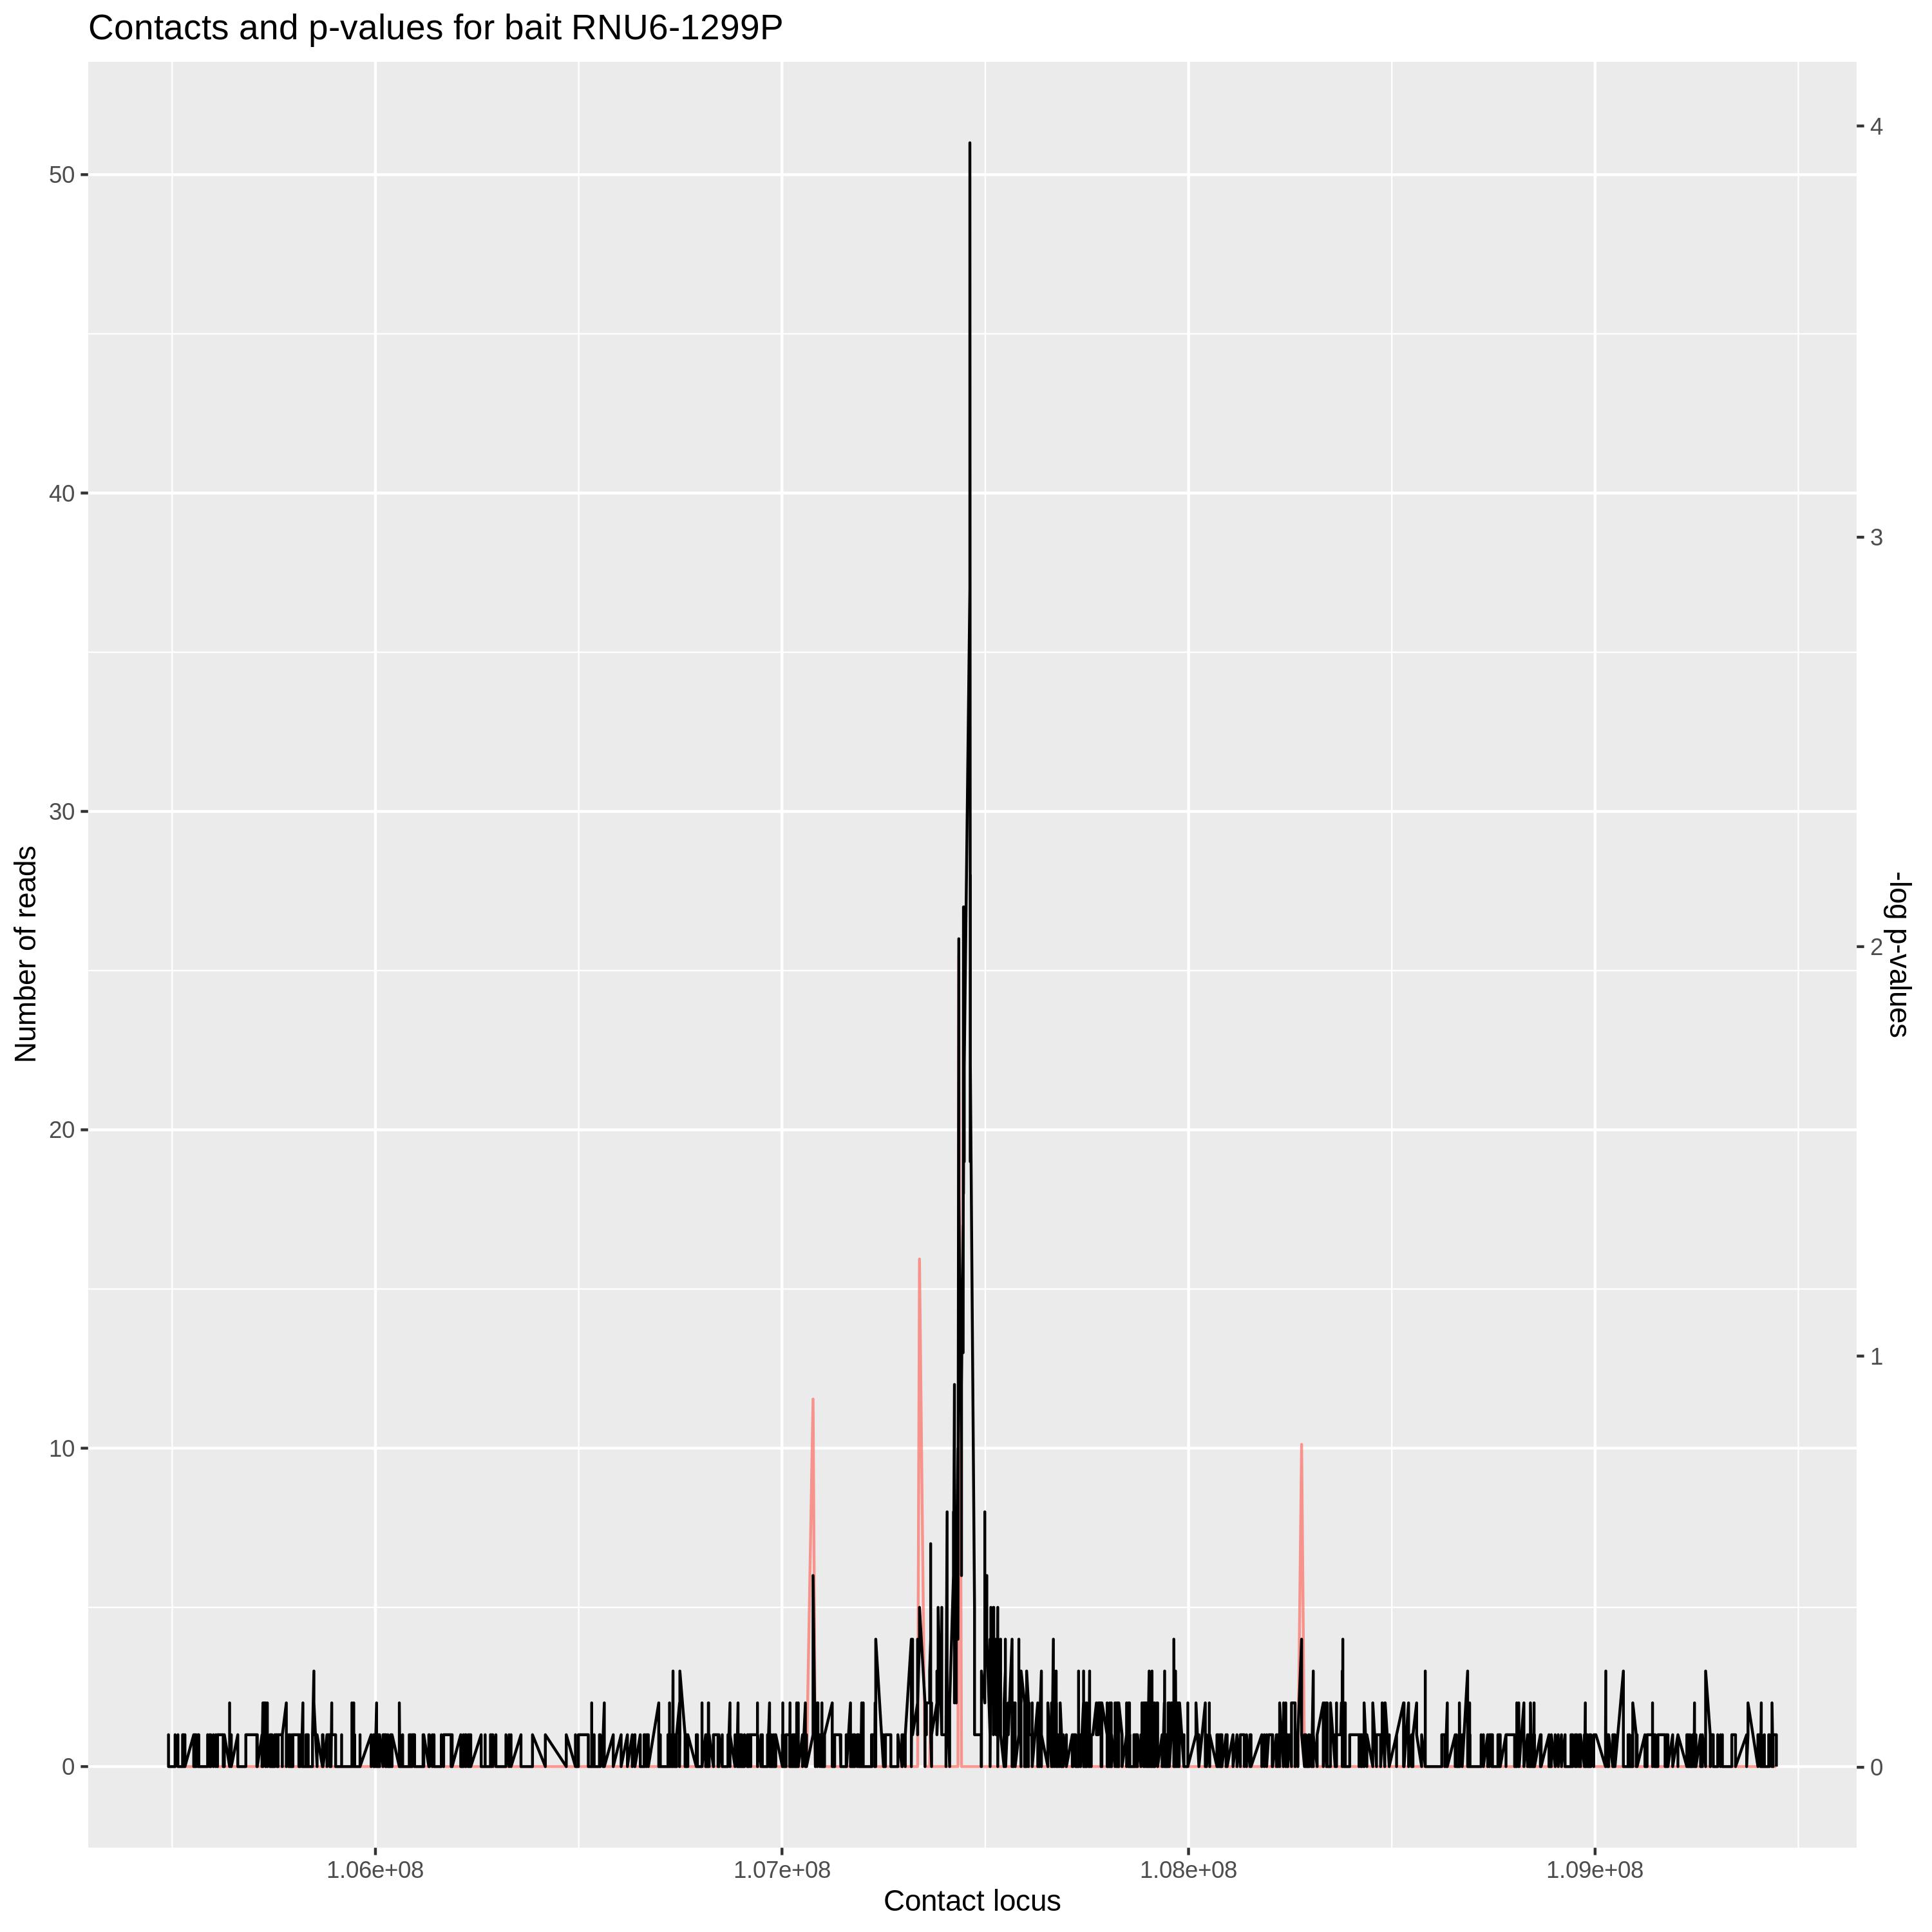 Contacts and p-values for bait RNU6-1299P
50
40
30
20
10
0
Number of reads
4
3
2
1
0
-log p-values
1.06e+08
1.07e+08
1.08e+08
1.09e+08
Contact locus